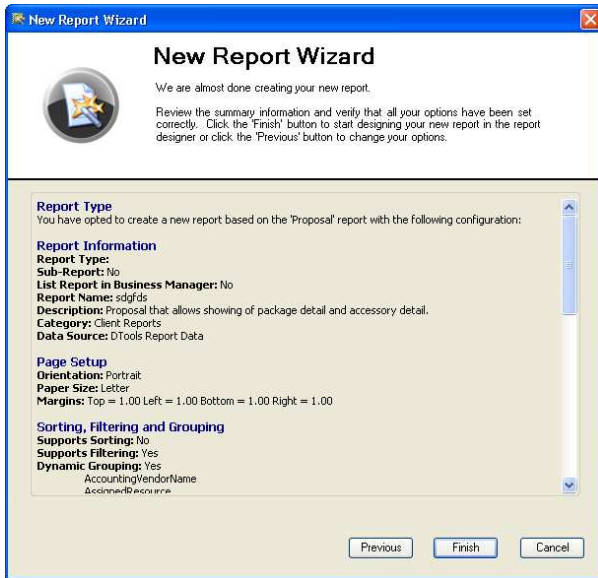 New Report Wizard
New Report Wizard
We are almost done creating your new report.
Review the summary information and verify that all your options have been set
correctly. Click the 'Finish' button to start designing your new report in the report
designer or click the 'Previous' button to change your options.
Report Type
You have opted to create a new report based on the 'Proposal' report with the following configuration:
Report Information
Report Type:
Sub-Report: No
List Report in Business Manager: No
Report Name: sdgfds
Description: Proposal that allows showing of package detail and accessory detail.
Category: Client Reports
Data Source: DTools Report Data
Page Setup
Orientation: Portrait
Paper Size: Letter
Margins: Top = 1.00 Left = 1.00 Bottom = 1.00 Right = 1.00
Sorting, Filtering and Grouping
Supports Sorting: No
Supports Filtering: Yes
Dynamic Grouping: Yes
AccountingVendorName
AssignedResource
Previous Finish Cancel